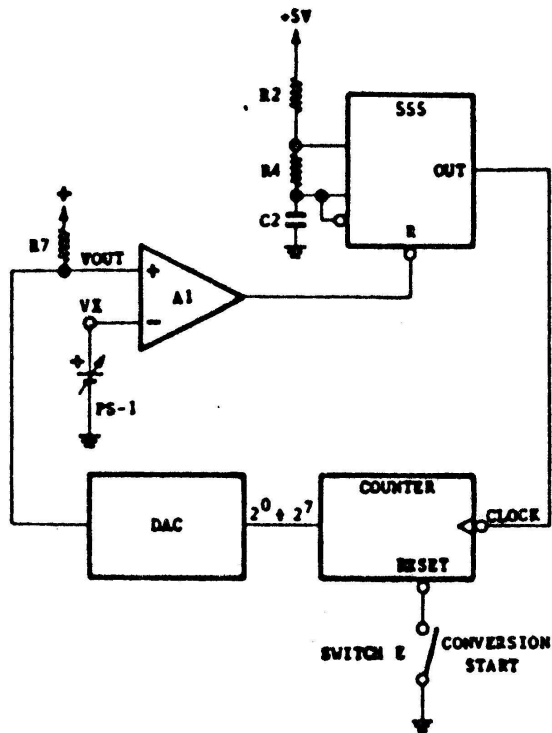 +5V
R2
555
R4
OUT
C2
R
+
R7
VOUT
+
A1
VX
-
+
PS-1
DAC
2⁰ + 2⁷
COUNTER
CLOCK
RESET
SWITCH E
CONVERSION
START